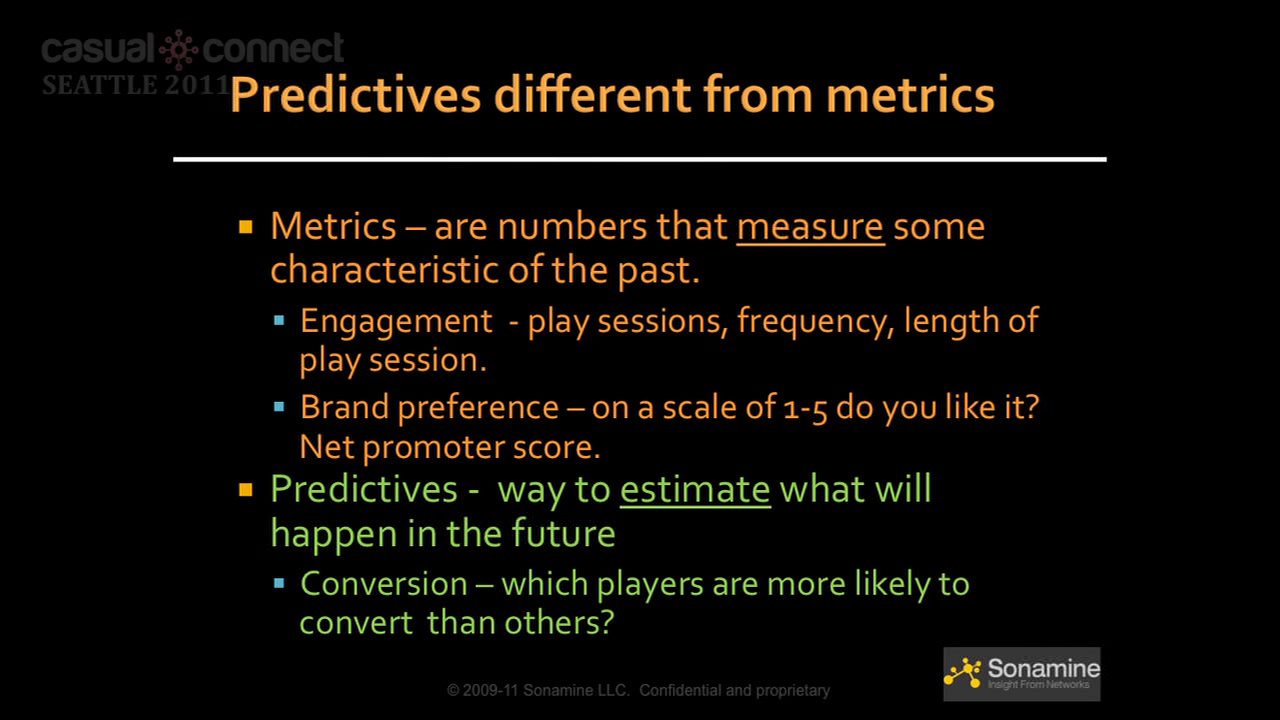 casual connect
SEATTLE 2011
Predictives different from metrics
Metrics – are numbers that measure some
characteristic of the past.
Engagement - play sessions, frequency, length of
play session.
Brand preference – on a scale of 1-5 do you like it?
Net promoter score.
Predictives - way to estimate what will
happen in the future
Conversion – which players are more likely to
convert than others?
Sonamine
Insight From Networks
© 2009-11 Sonamine LLC. Confidential and proprietary